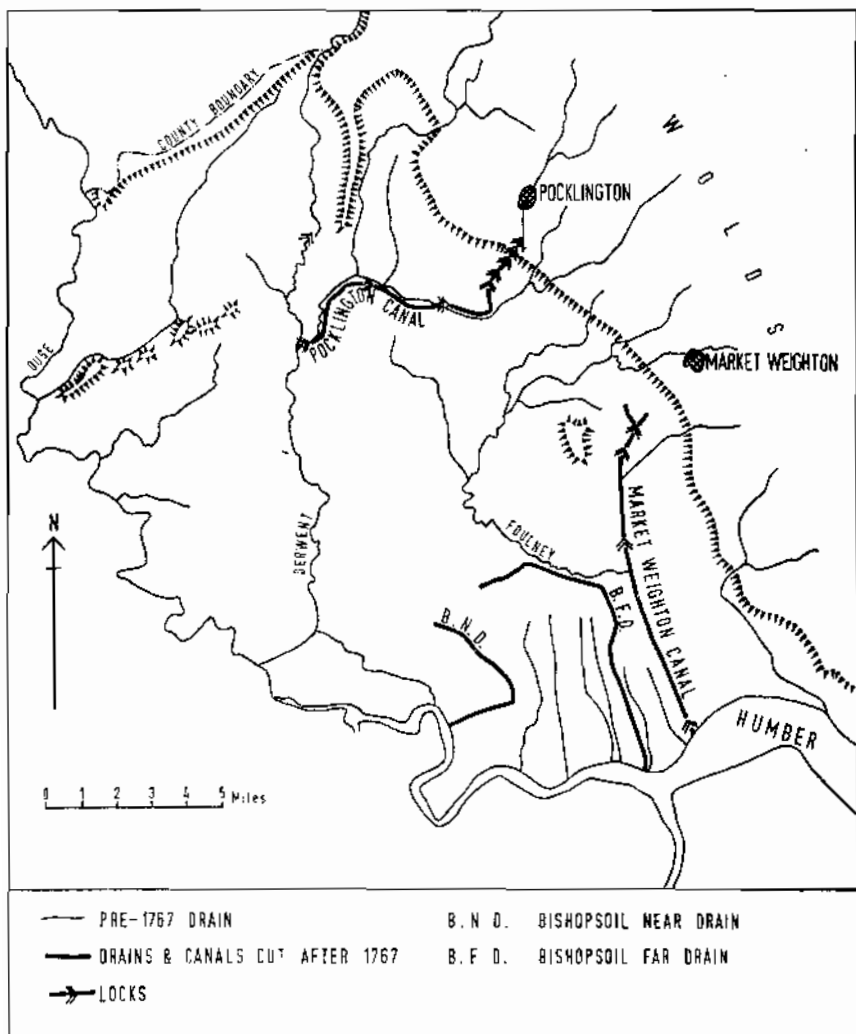 COUNTY BOUNDARY
WOLDS
POCKLINGTON
POCKLINGTON CANAL
OUSE
MARKET WEIGHTON
N
DERWENT
FOULNEY
MARKET WEIGHTON CANAL
B.F.D.
B.N.D.
HUMBER
0 1 2 3 4 5 Miles
PRE-1767 DRAIN
B.N.D. BISHOPSOIL NEAR DRAIN
DRAINS & CANALS CUT AFTER 1767
B.F.D. BISHOPSOIL FAR DRAIN
LOCKS